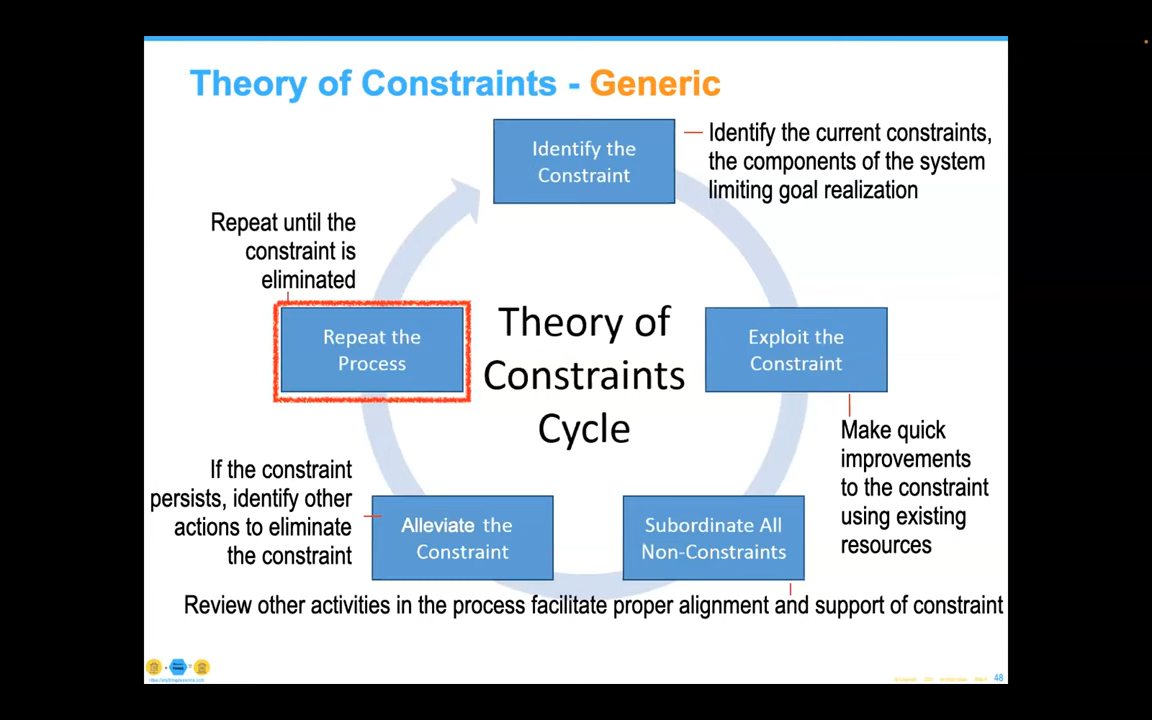 Theory of Constraints - Generic
Identify the
Constraint
Identify the current constraints,
the components of the system
limiting goal realization
Repeat until the
constraint is
eliminated
Repeat the
Process
Theory of
Constraints
Cycle
Exploit the
Constraint
Make quick
improvements
to the constraint
using existing
resources
If the constraint
persists, identify other
actions to eliminate
the constraint
Alleviate the
Constraint
Subordinate All
Non-Constraints
Review other activities in the process facilitate proper alignment and support of constraint
48